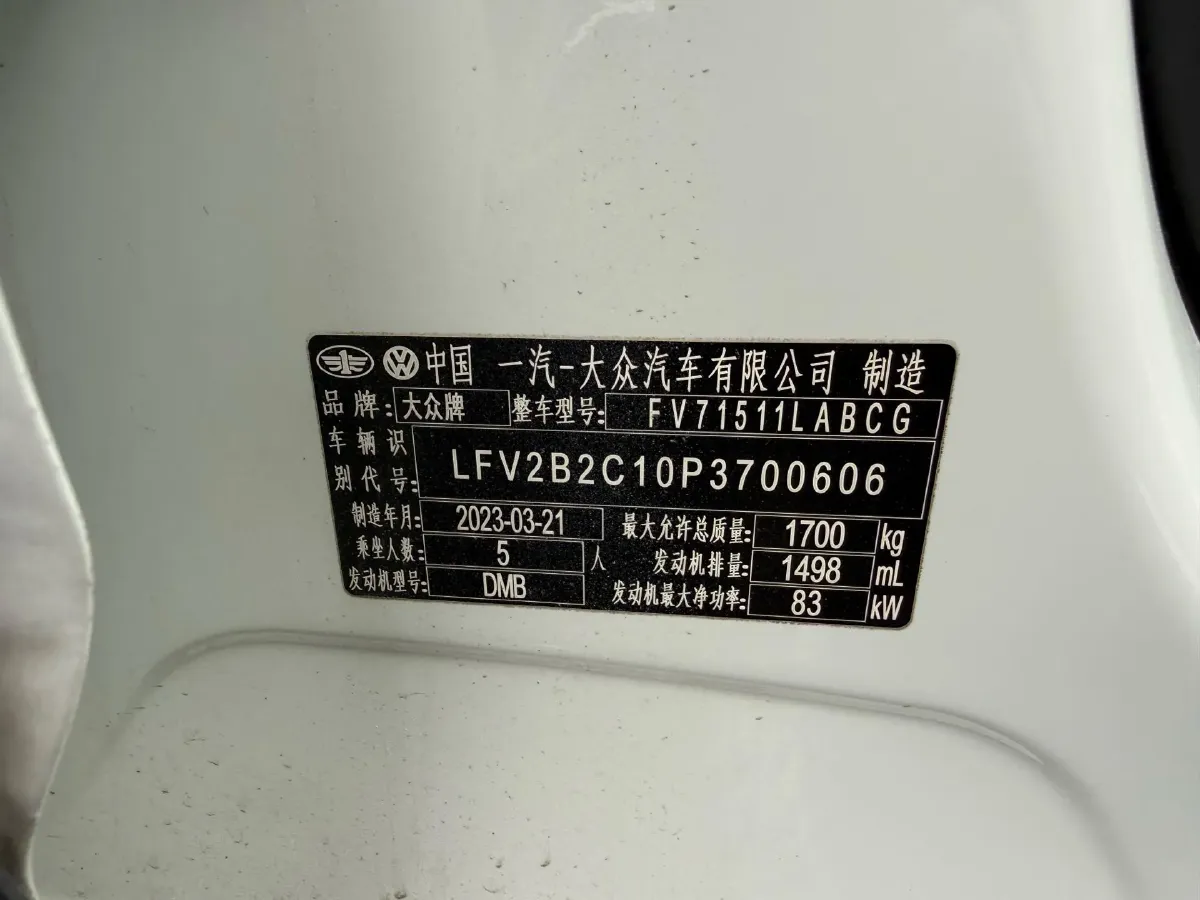 中国 一汽-大众汽车有限公司 制造
品牌: 大众牌 整车型号: FV71511LABCG
车辆识别代号: LFV2B2C10P3700606
制造年月: 2023-03-21 最大允许总质量: 1700 kg
乘坐人数: 5 人 发动机排量: 1498 mL
发动机型号: DMB 发动机最大净功率: 83 kW